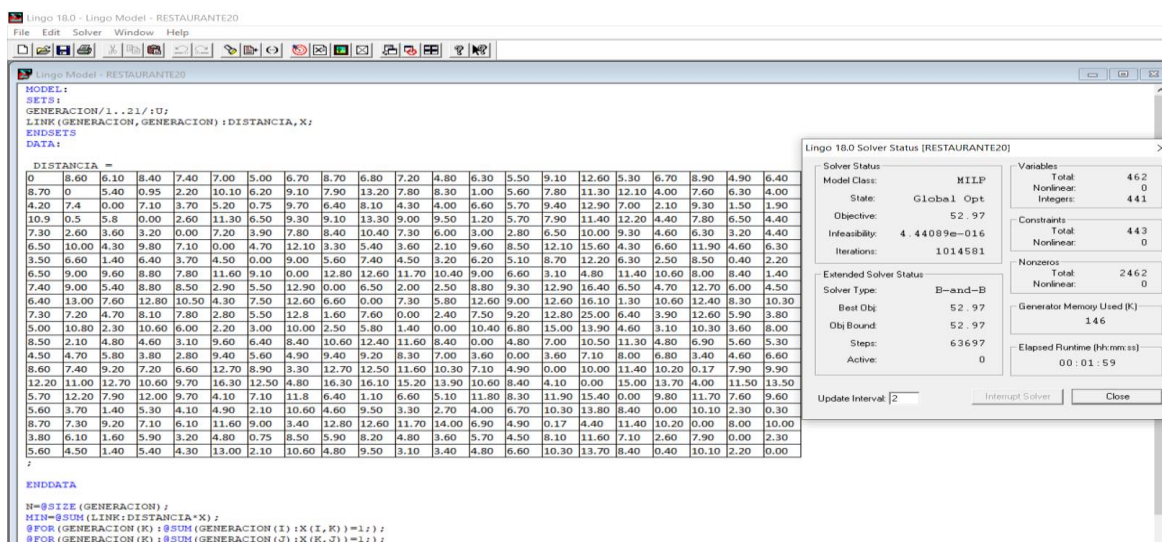 Lingo 18.0 - Lingo Model - RESTAURANTE20
File Edit Solver Window Help
Lingo Model - RESTAURANTE20
MODEL:
SETS:
GENERACION/1..21/:U;
LINK(GENERACION,GENERACION):DISTANCIA,X;
ENDSETS
DATA:
DISTANCIA =
0 8.60 6.10 8.40 7.40 7.00 5.00 6.70 8.70 6.80 7.20 4.80 6.30 5.50 9.10 12.60 5.30 6.70 8.90 4.90 6.40
8.70 0 5.40 0.95 2.20 10.10 6.20 9.10 7.90 13.20 7.80 8.30 1.00 5.60 7.80 11.30 12.10 4.00 7.60 6.30 4.00
4.20 7.4 0.00 7.10 3.70 5.20 0.75 9.70 6.40 8.10 4.30 4.00 6.60 5.70 9.40 12.90 7.00 2.10 9.30 1.50 1.90
10.9 0.5 5.8 0.00 2.60 11.30 6.50 9.30 9.10 13.30 9.00 9.50 1.20 5.70 7.90 11.40 12.20 4.40 7.80 6.50 4.40
7.30 2.60 3.60 3.20 0.00 7.20 3.90 7.80 8.40 10.40 7.30 6.00 3.00 2.80 6.50 10.00 9.30 4.60 6.30 3.20 4.40
6.50 10.00 4.30 9.80 7.10 0.00 4.70 12.10 3.30 5.40 3.60 2.10 9.60 8.50 12.10 15.60 4.30 6.60 11.90 4.60 6.30
3.50 6.60 1.40 6.40 3.70 4.50 0.00 9.00 5.60 7.40 4.50 3.20 6.20 5.10 8.70 12.20 6.30 2.50 8.50 0.40 2.20
6.50 9.00 9.60 8.80 7.80 11.60 9.10 0.00 12.80 12.60 11.70 10.40 9.00 6.60 3.10 4.80 11.40 10.60 8.00 8.40 1.40
7.40 9.00 5.40 8.80 8.50 2.90 5.50 12.90 0.00 6.50 2.00 2.50 8.80 9.30 12.90 16.40 6.50 4.70 12.70 6.00 4.50
6.40 13.00 7.60 12.80 10.50 4.30 7.50 12.60 6.60 0.00 7.30 5.80 12.60 9.00 12.60 16.10 1.30 10.60 12.40 8.30 10.30
7.30 7.20 4.70 8.10 7.80 2.80 5.50 12.8 1.60 7.60 0.00 2.40 7.50 9.20 12.80 25.00 6.40 3.90 12.60 5.90 3.80
5.00 10.80 2.30 10.60 6.00 2.20 3.00 10.00 2.50 5.80 1.40 0.00 10.40 6.80 15.00 13.90 4.60 3.10 10.30 3.60 8.00
8.50 2.10 4.80 4.60 3.10 9.60 6.40 8.40 10.60 12.40 11.60 8.40 0.00 4.80 7.00 10.50 11.30 4.80 6.90 5.60 5.30
4.50 4.70 5.80 3.80 2.80 9.40 5.60 4.90 9.40 9.20 8.30 7.00 3.60 0.00 3.60 7.10 8.00 6.80 3.40 4.60 6.60
8.60 7.40 9.20 7.20 6.60 12.70 8.90 3.30 12.70 12.50 11.60 10.30 7.10 4.90 0.00 10.00 11.40 10.20 0.17 7.90 9.90
12.20 11.00 12.70 10.60 9.70 16.30 12.50 4.80 16.30 16.10 15.20 13.90 10.60 8.40 4.10 0.00 15.00 13.70 4.00 11.50 13.50
5.70 12.20 7.90 12.00 9.70 4.10 7.10 11.8 6.40 1.10 6.60 5.10 11.80 8.30 11.90 15.40 0.00 9.80 11.70 7.60 9.60
5.60 3.70 1.40 5.30 4.10 4.90 2.10 10.60 4.60 9.50 3.30 2.70 4.00 6.70 10.30 13.80 8.40 0.00 10.10 2.30 0.30
8.70 7.30 9.20 7.10 6.10 11.60 9.00 3.40 12.80 12.60 11.70 14.00 6.90 4.90 0.17 4.40 11.40 10.20 0.00 8.00 10.00
3.80 6.10 1.60 5.90 3.20 4.80 0.75 8.50 5.90 8.20 4.80 3.60 5.70 4.50 8.10 11.60 7.10 2.60 7.90 0.00 2.30
5.60 4.50 1.40 5.40 4.30 13.00 2.10 10.60 4.80 9.50 3.10 3.40 4.80 6.60 10.30 13.70 8.40 0.40 10.10 2.20 0.00
;
ENDDATA
N=@SIZE(GENERACION);
MIN=@SUM(LINK:DISTANCIA*X);
@FOR(GENERACION(K):@SUM(GENERACION(I):X(I,K))=1;);
@FOR(GENERACION(K):@SUM(GENERACION(J):X(K,J))=1;);
Lingo 18.0 Solver Status [RESTAURANTE20]
Solver Status
Model Class: MILP
State: Global Opt
Objective: 52.97
Infeasibility: 4.44089e-016
Iterations: 1014581
Extended Solver Status
Solver Type: B-and-B
Best Obj: 52.97
Obj Bound: 52.97
Steps: 63697
Active: 0
Variables
Total: 462
Nonlinear: 0
Integers: 441
Constraints
Total: 443
Nonlinear: 0
Nonzeros
Total: 2462
Nonlinear: 0
Generator Memory Used (K)
146
Elapsed Runtime (hh:mm:ss)
00:01:59
Update Interval: 2
Interrupt Solver
Close